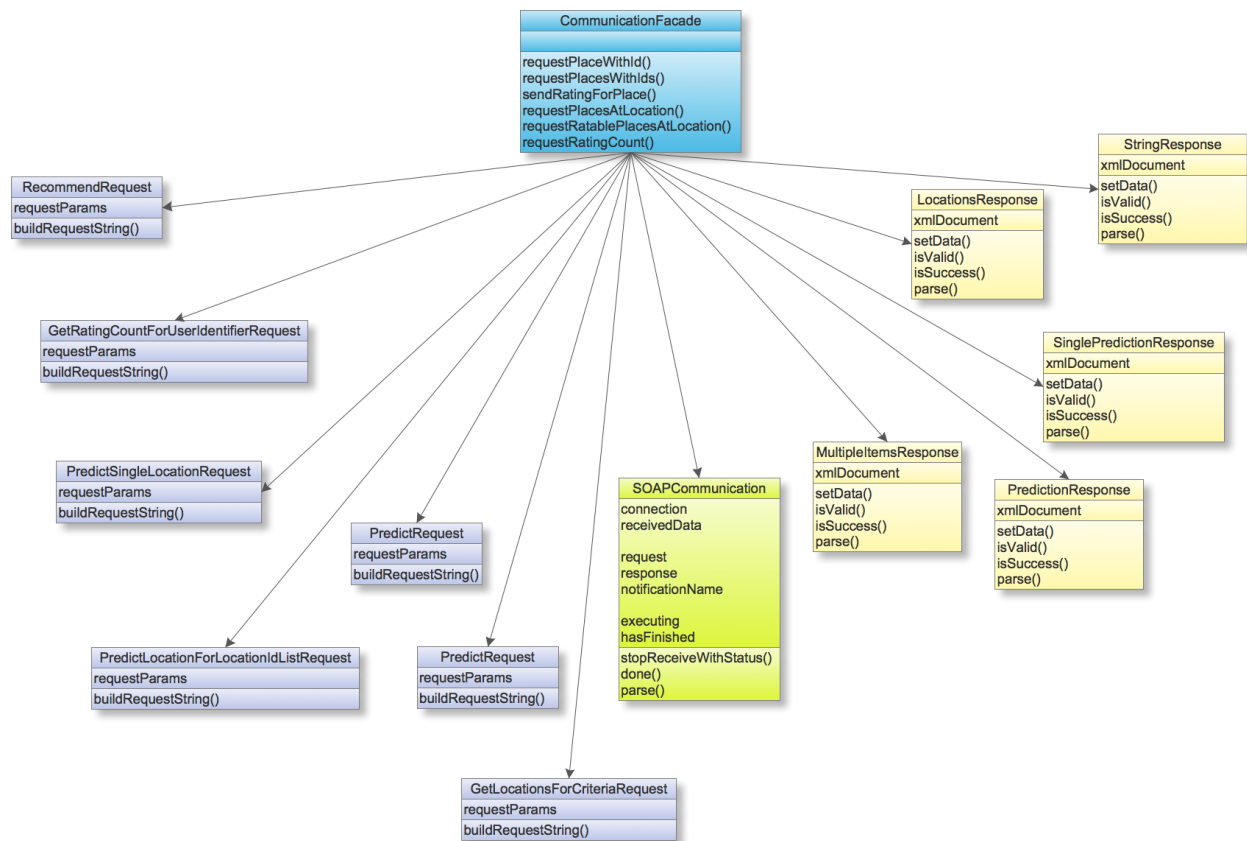 CommunicationFacade
requestPlaceWithId()
requestPlacesWithIds()
sendRatingForPlace()
requestPlacesAtLocation()
requestRatablePlacesAtLocation()
requestRatingCount()
StringResponse
xmlDocument
setData()
isValid()
isSuccess()
parse()
RecommendRequest
requestParams
buildRequestString()
LocationsResponse
xmlDocument
setData()
isValid()
isSuccess()
parse()
GetRatingCountForUserIdentifierRequest
requestParams
buildRequestString()
SinglePredictionResponse
xmlDocument
setData()
isValid()
isSuccess()
parse()
PredictSingleLocationRequest
requestParams
buildRequestString()
MultipleItemsResponse
xmlDocument
setData()
isValid()
isSuccess()
parse()
SOAPCommunication
connection
receivedData
request
response
notificationName
executing
hasFinished
stopReceiveWithStatus()
done()
parse()
PredictionResponse
xmlDocument
setData()
isValid()
isSuccess()
parse()
PredictRequest
requestParams
buildRequestString()
PredictLocationForLocationIdListRequest
requestParams
buildRequestString()
PredictRequest
requestParams
buildRequestString()
GetLocationsForCriteriaRequest
requestParams
buildRequestString()